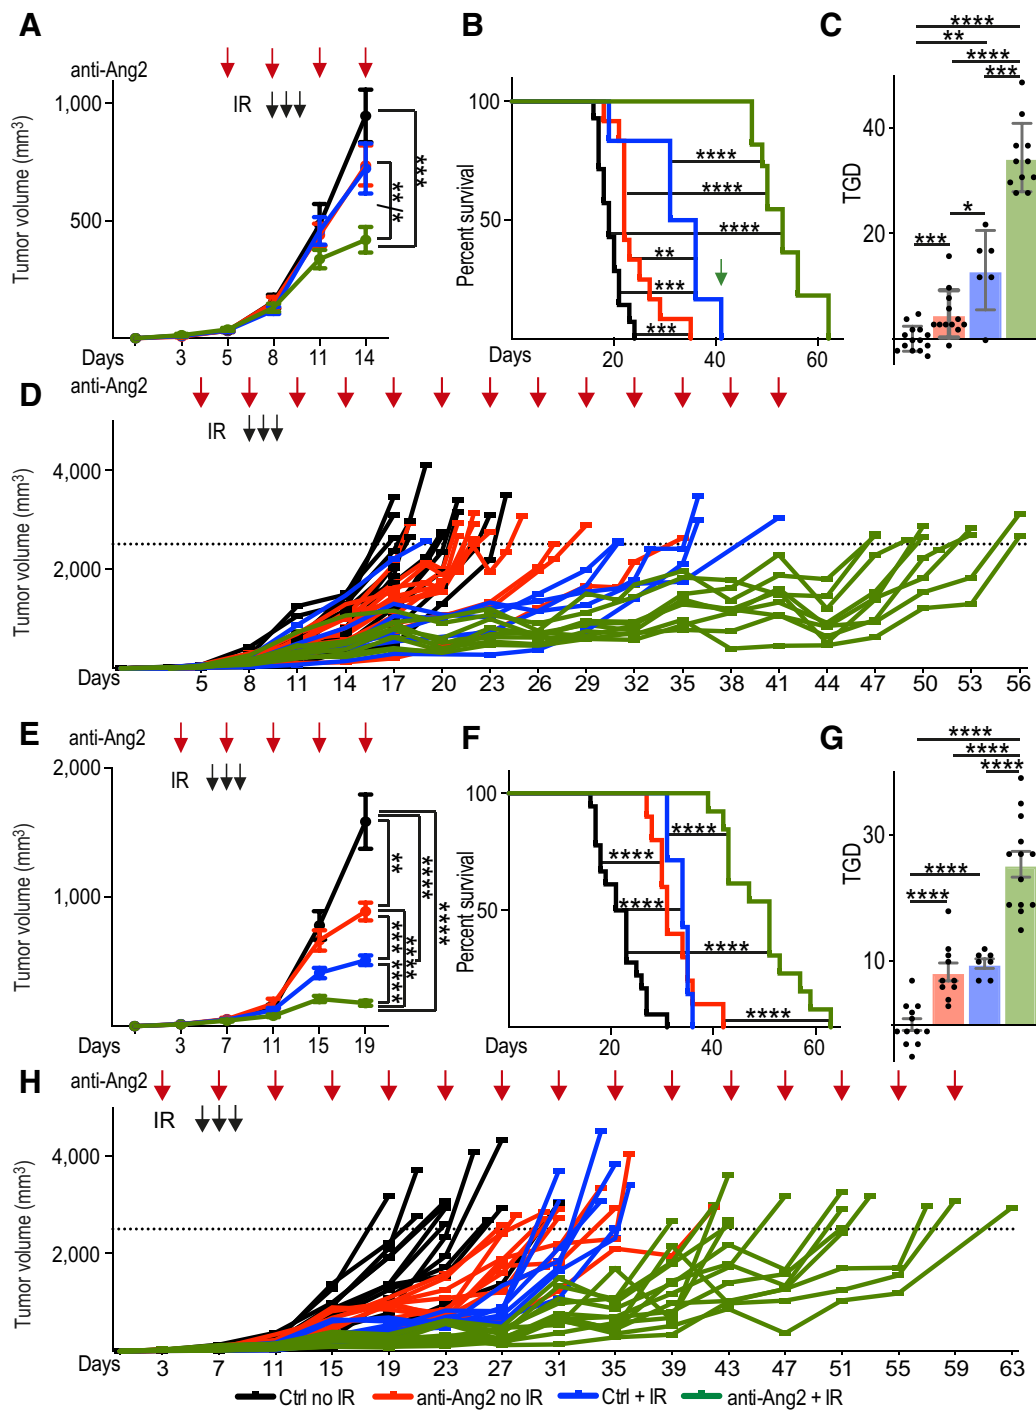 A
anti-Ang2
IR
1,000
500
Tumor volume (mm³)
***
**/*
Days 3 5 8 11 14
B
100
50
Percent survival
****
****
****
**
***
***
Days 20 40 60
C
****
**
****
***
40
20
TGD
***
*
D
anti-Ang2
IR
4,000
2,000
Tumor volume (mm³)
Days 5 8 11 14 17 20 23 26 29 32 35 38 41 44 47 50 53 56
E
anti-Ang2
IR
2,000
1,000
Tumor volume (mm³)
**
****
****
Days 3 7 11 15 19
F
100
50
Percent survival
****
****
****
****
****
Days 20 40 60
G
****
****
****
30
10
TGD
****
****
H
anti-Ang2
IR
4,000
2,000
Tumor volume (mm³)
Days 3 7 11 15 19 23 27 31 35 39 43 47 51 55 59 63
Ctrl no IR anti-Ang2 no IR Ctrl + IR anti-Ang2 + IR